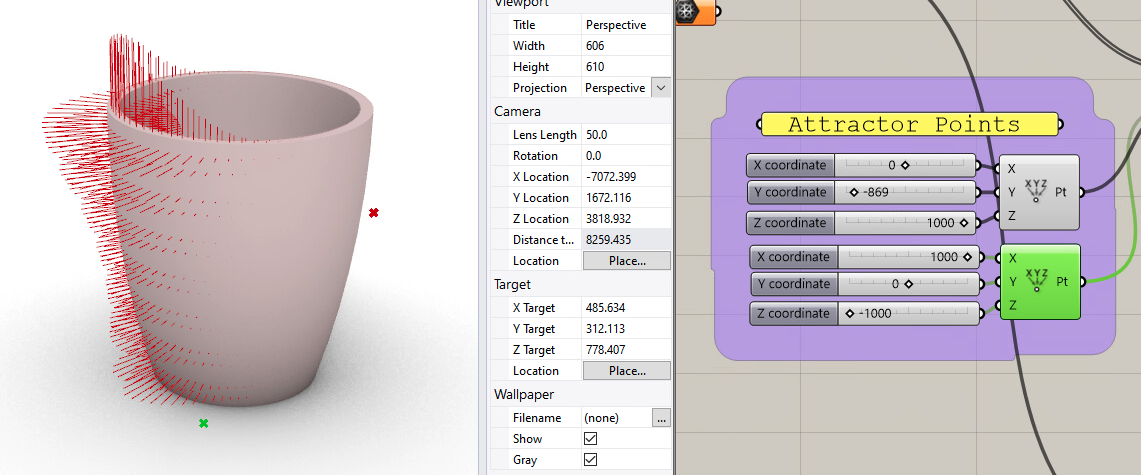 Viewport
Title Perspective
Width 606
Height 610
Projection Perspective
Camera
Lens Length 50.0
Rotation 0.0
X Location -7072.399
Y Location 1672.116
Z Location 3818.932
Distance t... 8259.435
Location Place...
Target
X Target 485.634
Y Target 312.113
Z Target 778.407
Location Place...
Wallpaper
Filename (none) ...
Show
Gray
Attractor Points
X coordinate 0
Y coordinate -869
Z coordinate 1000
X
Y XYZ Pt
Z
X coordinate 1000
Y coordinate 0
Z coordinate -1000
X
Y XYZ Pt
Z